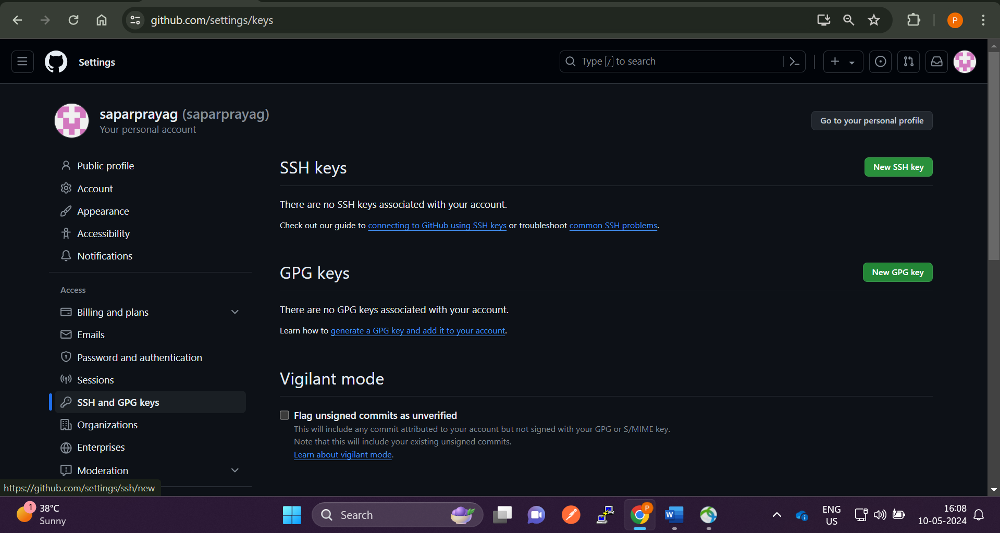 github.com/settings/keys
P
Settings
Type / to search
saparprayag (saparprayag)
Your personal account
Go to your personal profile
Public profile
Account
Appearance
Accessibility
Notifications
Access
Billing and plans
Emails
Password and authentication
Sessions
SSH and GPG keys
Organizations
Enterprises
Moderation
SSH keys
New SSH key
There are no SSH keys associated with your account.
Check out our guide to connecting to GitHub using SSH keys or troubleshoot common SSH problems.
GPG keys
New GPG key
There are no GPG keys associated with your account.
Learn how to generate a GPG key and add it to your account.
Vigilant mode
Flag unsigned commits as unverified
This will include any commit attributed to your account but not signed with your GPG or S/MIME key.
Note that this will include your existing unsigned commits.
Learn about vigilant mode.
https://github.com/settings/ssh/new
1
38°C
Sunny
Search
P
W
ENG
US
16:08
10-05-2024